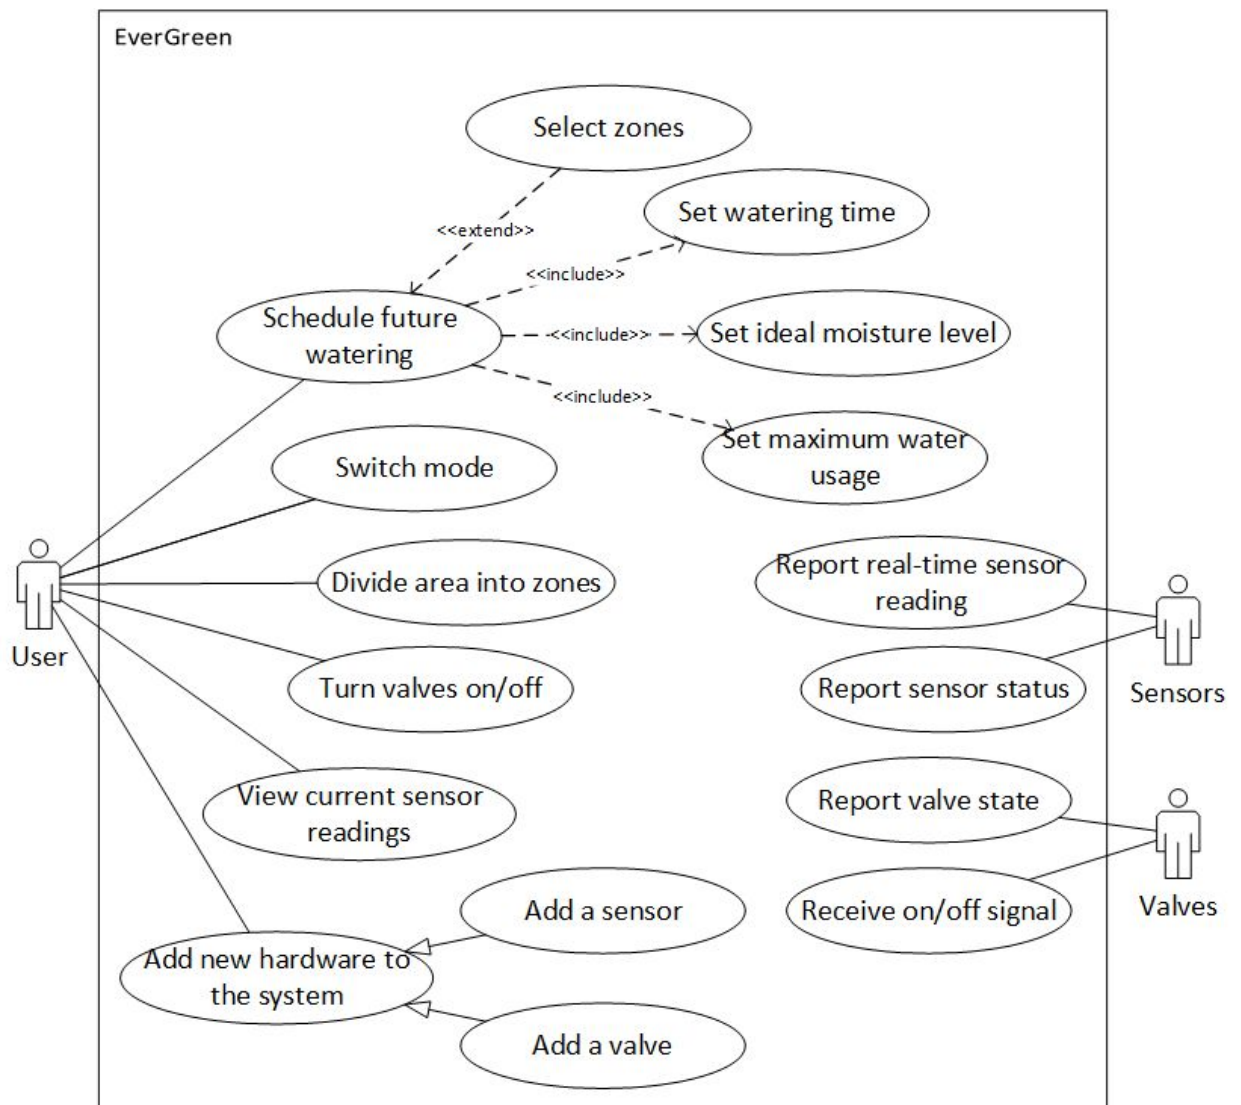 EverGreen
Select zones
Set watering time
<<extend>>
<<include>>
Schedule future
watering
<<include>>
Set ideal moisture level
<<include>>
Set maximum water
usage
Switch mode
Divide area into zones
Report real-time sensor
reading
User
Turn valves on/off
Report sensor status
Sensors
View current sensor
readings
Report valve state
Add a sensor
Receive on/off signal
Valves
Add new hardware to
the system
Add a valve